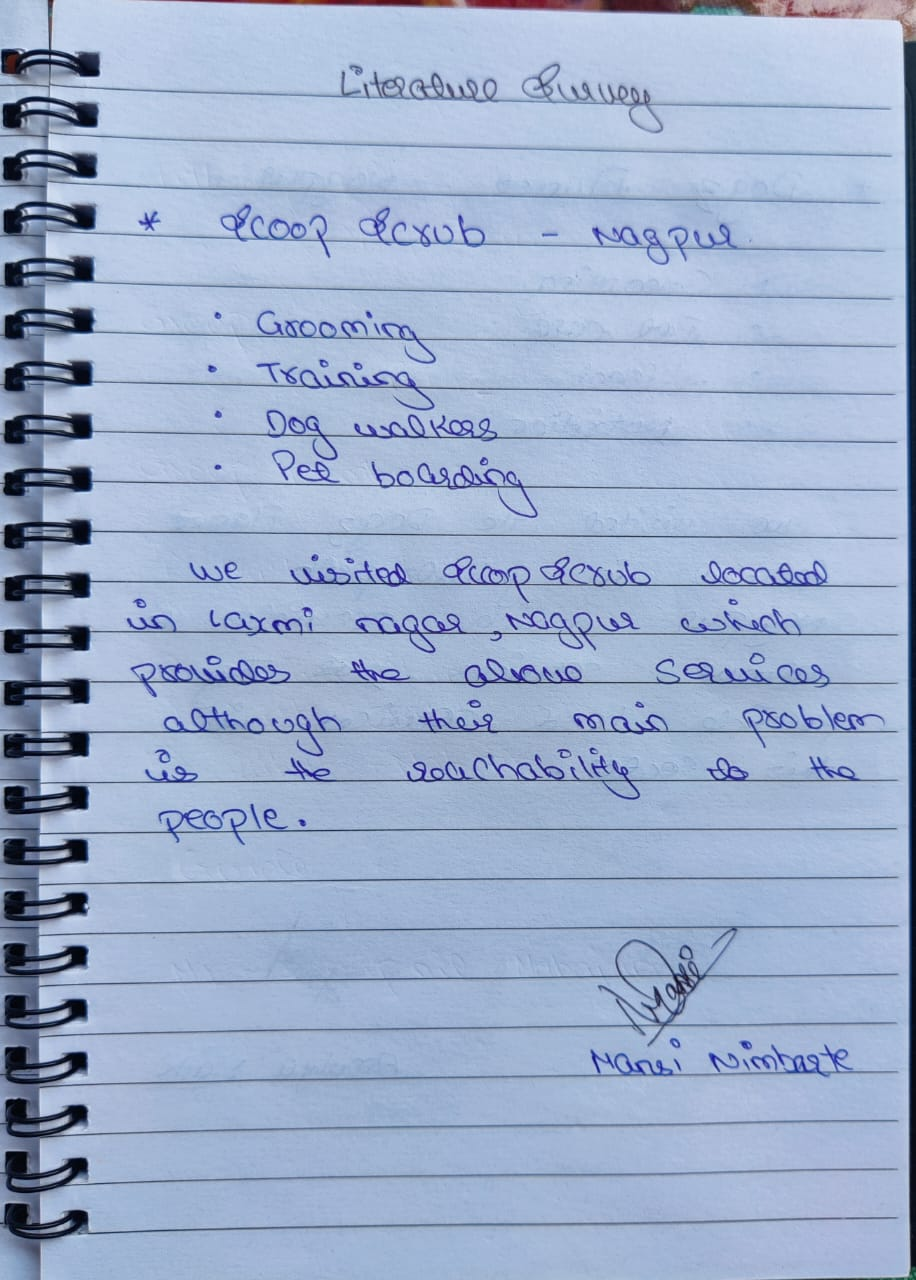 Literature Survey
* Scoop Scrub - Nagpur
· Grooming
· Training
· Dog walkers
· Pet boarding
We visited Scoop Scrub located
in Laxmi nagar, Nagpur which
provides the above services
although their main problem
is the reachability to the
people.
Mansi
Mansi Nimbarte